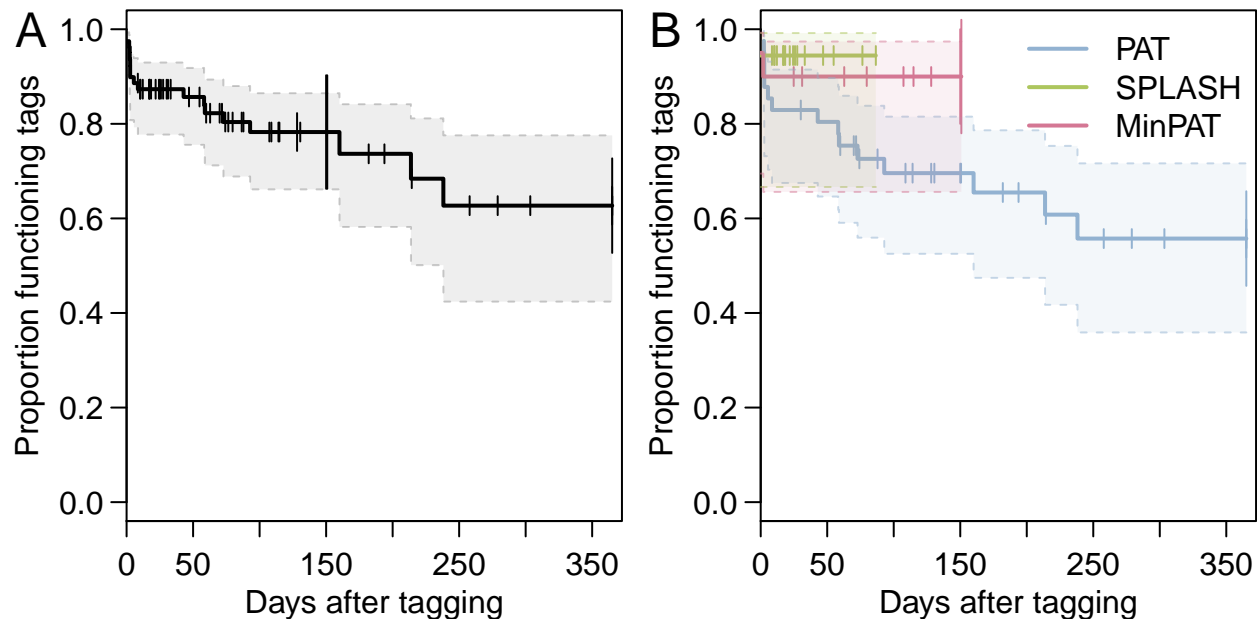 A
Proportion functioning tags
1.0
0.8
0.6
0.4
0.2
0.0
0 50 150 250 350
Days after tagging
B
Proportion functioning tags
1.0
0.8
0.6
0.4
0.2
0.0
0 50 150 250 350
Days after tagging
PAT
SPLASH
MinPAT